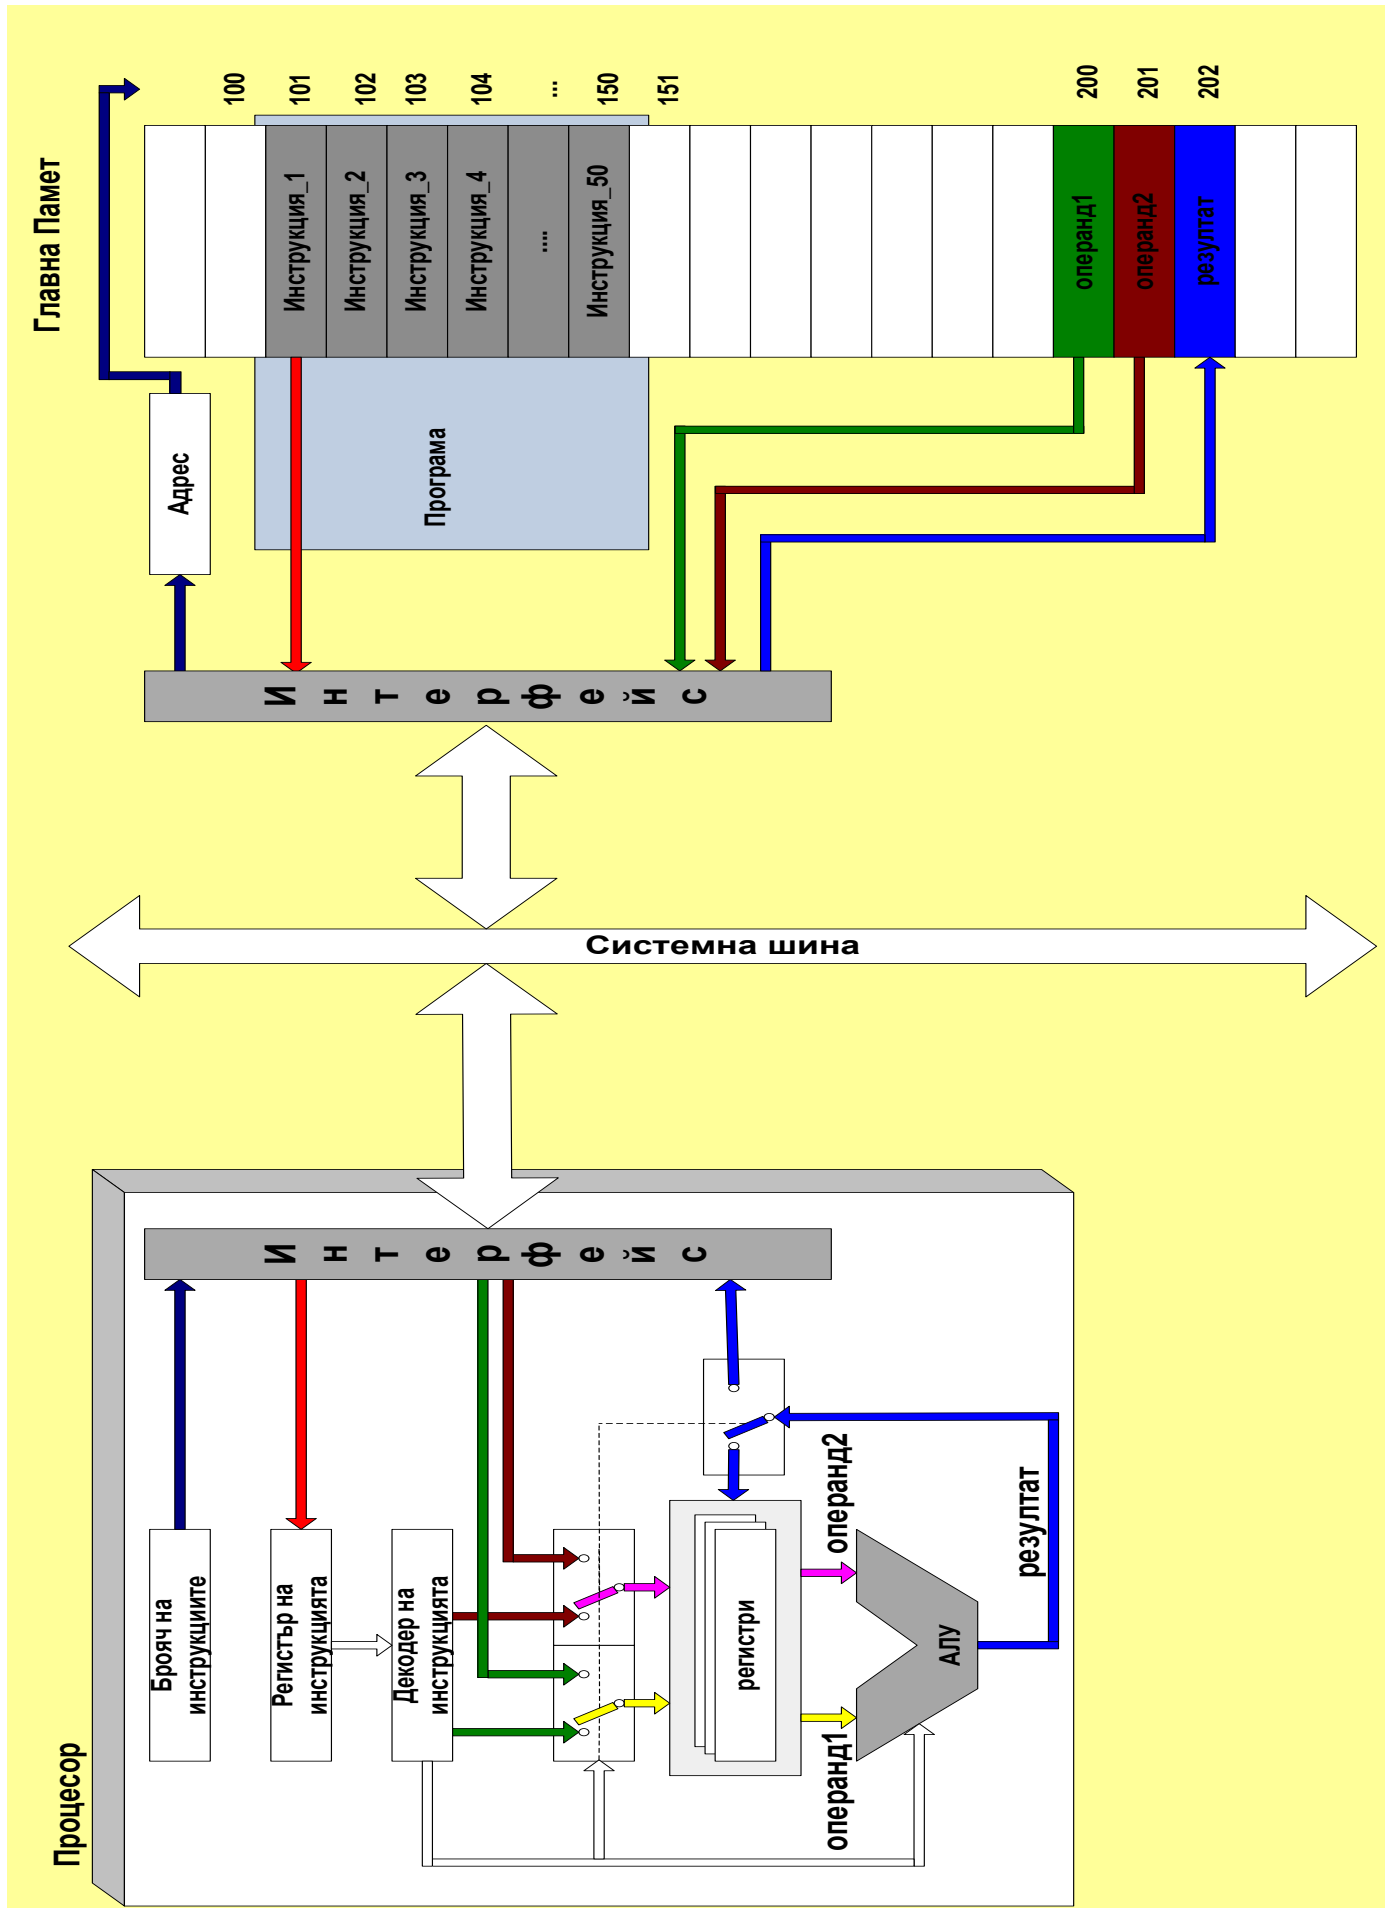 Процесор
Брояч на
инструкциите
Регистър на
инструкцията
Декодер на
инструкцията
операнд1
операнд2
регистри
АЛУ
резултат
Интерфейс
Системна шина
Интерфейс
Главна Памет
Адрес
Програма
100
101
102
103
104
...
150
151
200
201
202
Инструкция_1
Инструкция_2
Инструкция_3
Инструкция_4
....
Инструкция_50
операнд1
операнд2
резултат